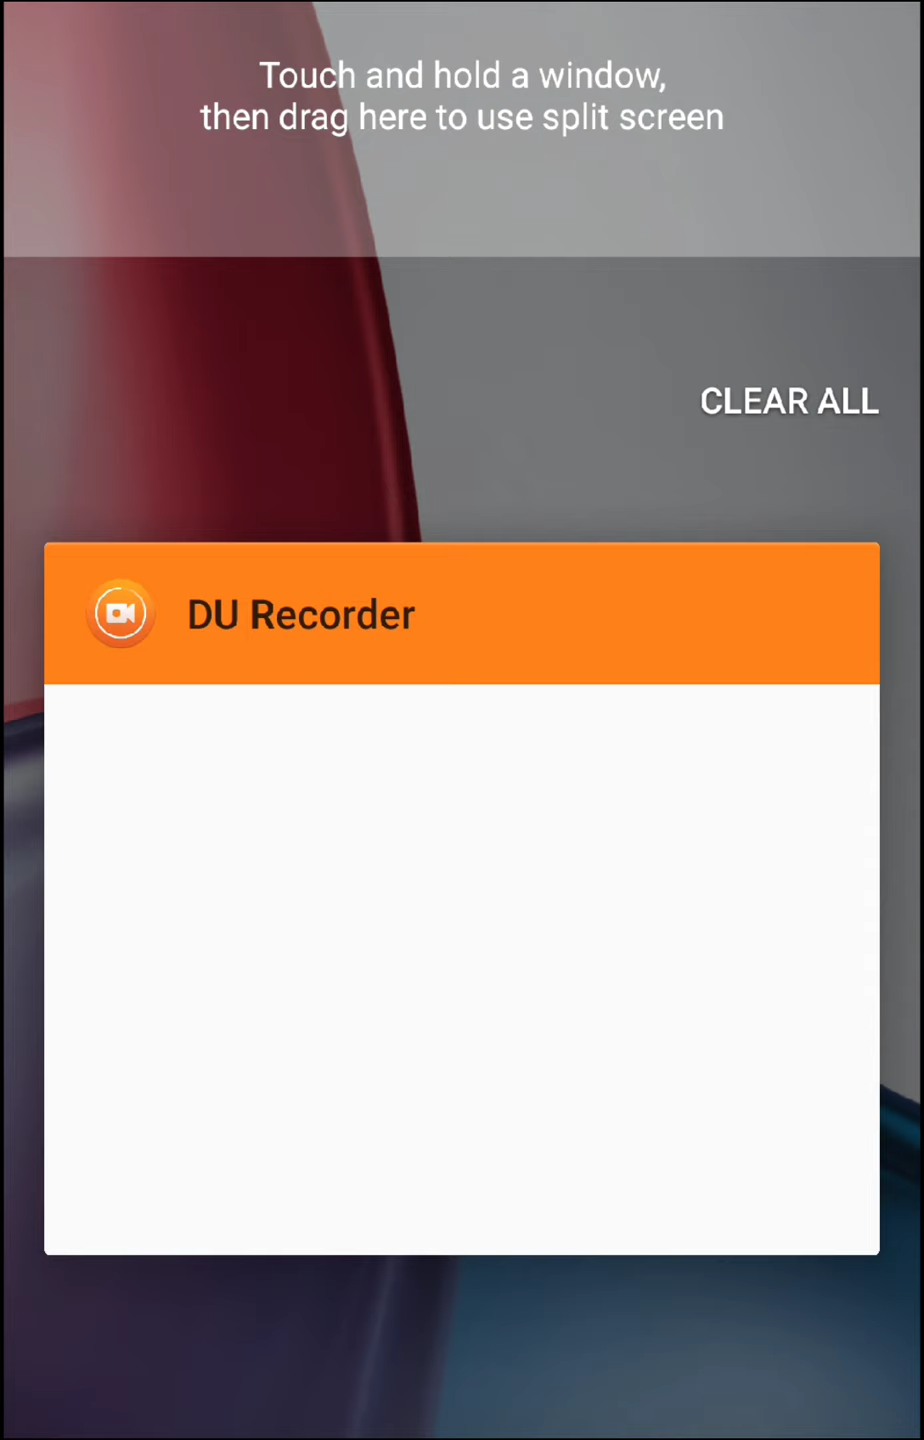 Touch and hold a window,
then drag here to use split screen
CLEAR ALL
DU Recorder